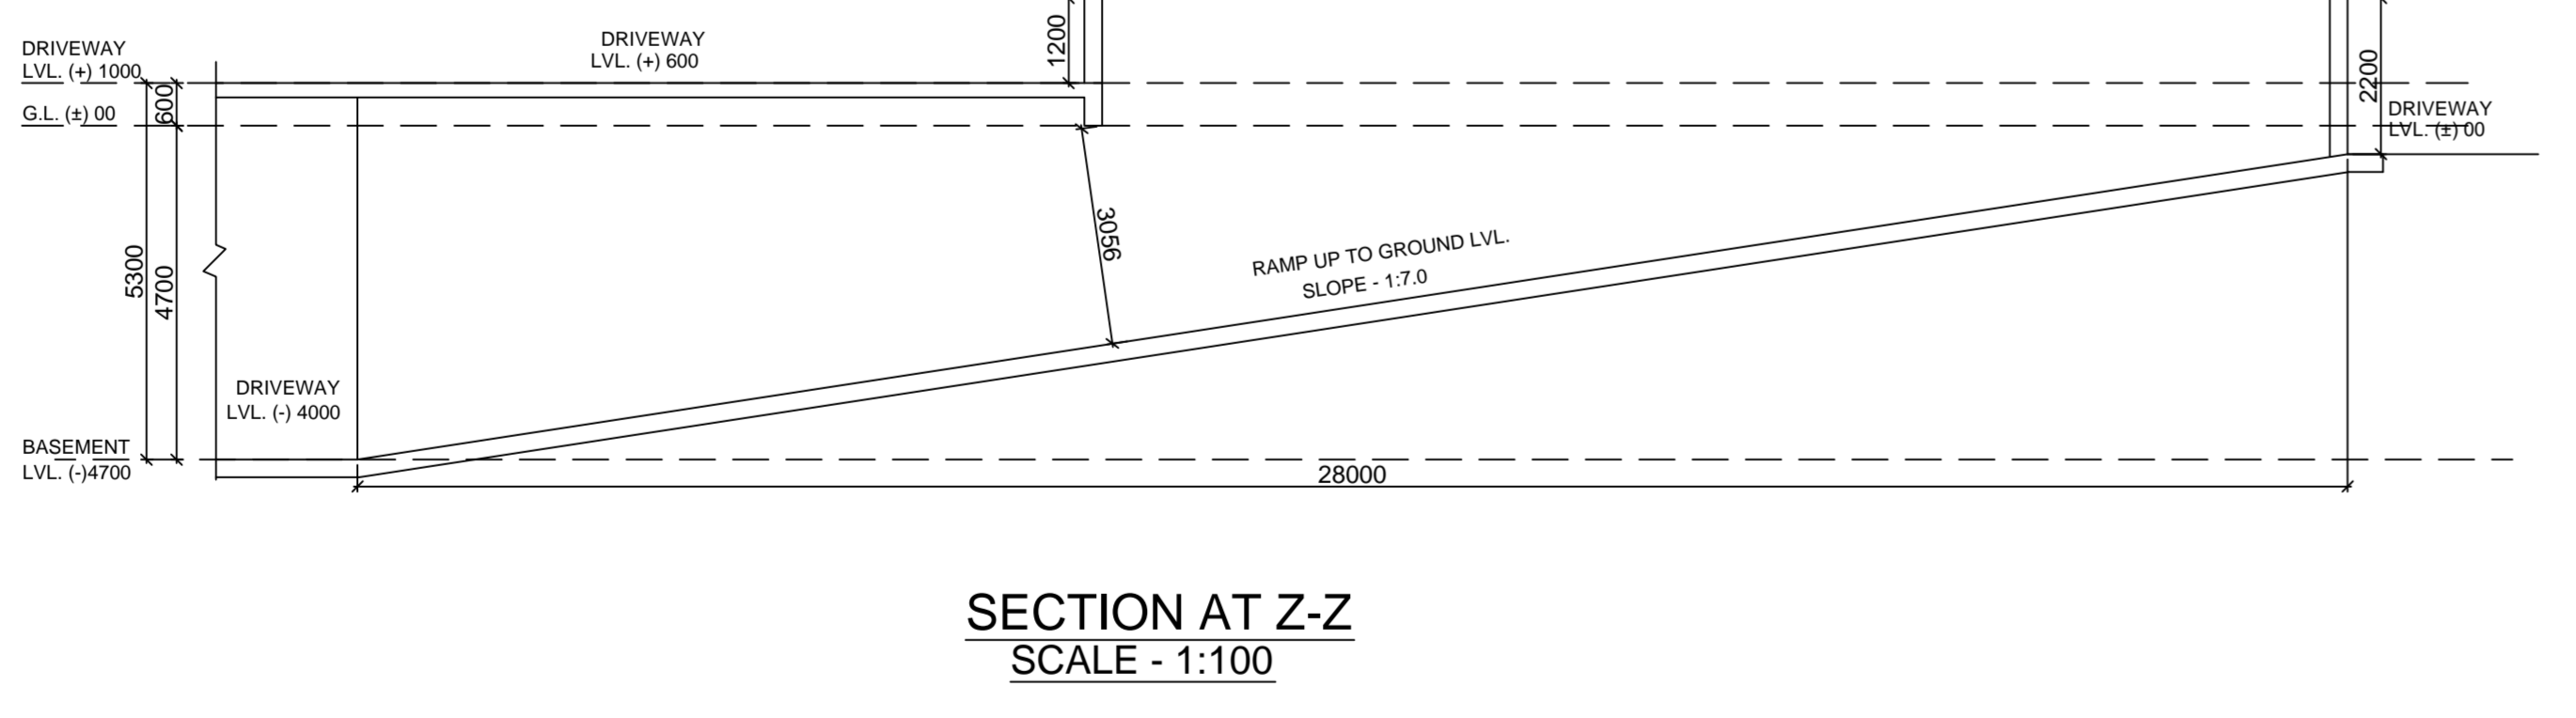 DRIVEWAY
LVL. (+) 1000
DRIVEWAY
LVL. (+) 600
1200
2200
600
G.L. (±) 00
DRIVEWAY
LVL. (±) 00
3056
RAMP UP TO GROUND LVL.
SLOPE - 1:7.0
5300
4700
DRIVEWAY
LVL. (-) 4000
BASEMENT
LVL. (-)4700
28000
SECTION AT Z-Z
SCALE - 1:100